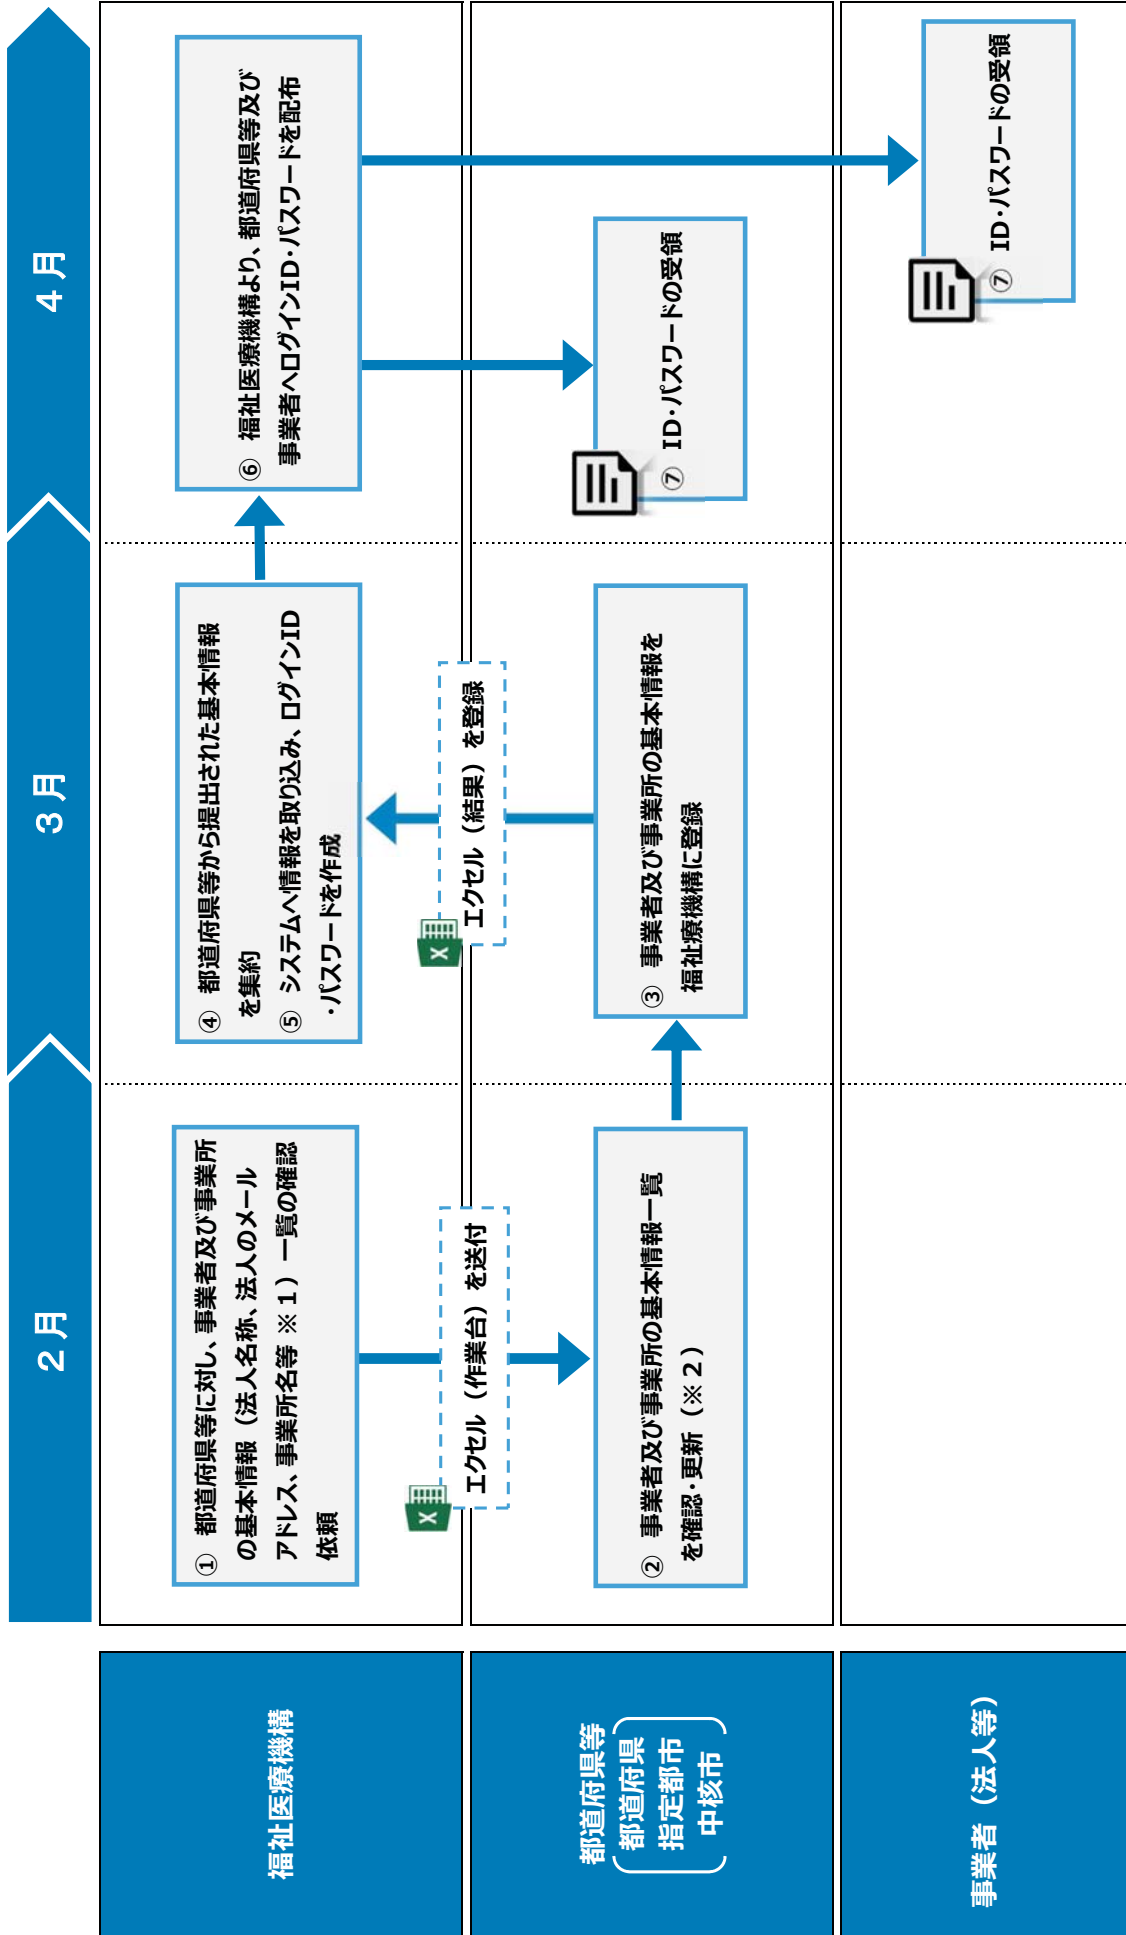 2月
3月
4月
福祉医療機構
① 都道府県等に対し、事業者及び事業所
の基本情報（法人名称、法人のメール
アドレス、事業所名等 ※１）一覧の確認
依頼
④ 都道府県等から提出された基本情報
を集約
⑤ システムへ情報を取り込み、ログインID
・パスワードを作成
⑥ 福祉医療機構より、都道府県等及び
事業者へログインID・パスワードを配布
エクセル（作業台）を送付
エクセル（結果）を登録
都道府県等
都道府県
指定都市
中核市
② 事業者及び事業所の基本情報一覧
を確認・更新（※２）
③ 事業者及び事業所の基本情報を
福祉療機構に登録
⑦ ID・パスワードの受領
事業者（法人等）
⑦ ID・パスワードの受領